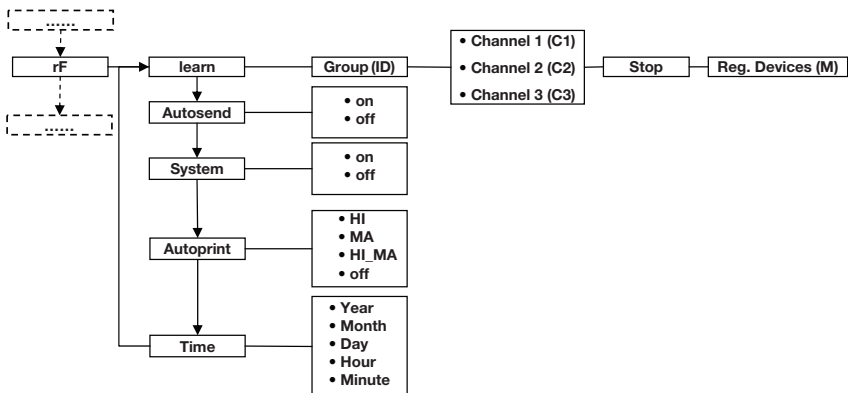 ......
rF
......
learn
Group (ID)
• Channel 1 (C1)
• Channel 2 (C2)
• Channel 3 (C3)
Stop
Reg. Devices (M)
Autosend
• on
• off
System
• on
• off
Autoprint
• HI
• MA
• HI_MA
• off
Time
• Year
• Month
• Day
• Hour
• Minute